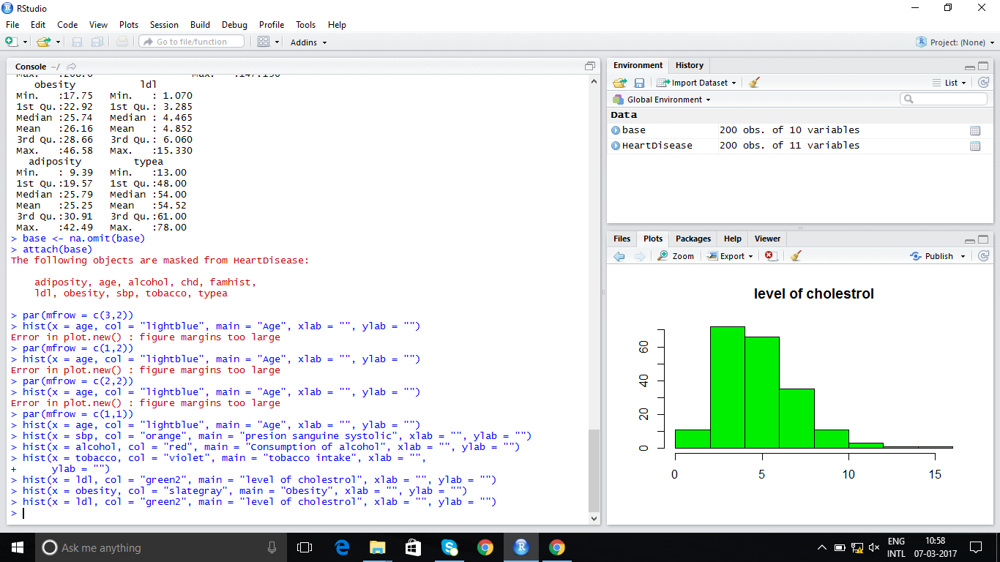 RStudio
File Edit Code View Plots Session Build Debug Profile Tools Help
Go to file/function Addins Project: (None)
Console ~/
Max. :208.0 Max. :147.190
obesity ldl
Min. :17.75 Min. : 1.070
1st Qu.:22.92 1st Qu.: 3.285
Median :25.74 Median : 4.465
Mean :26.16 Mean : 4.852
3rd Qu.:28.66 3rd Qu.: 6.060
Max. :46.58 Max. :15.330
adiposity typea
Min. : 9.39 Min. :13.00
1st Qu.:19.57 1st Qu.:48.00
Median :25.79 Median :54.00
Mean :25.25 Mean :54.52
3rd Qu.:30.91 3rd Qu.:61.00
Max. :42.49 Max. :78.00
> base <- na.omit(base)
> attach(base)
The following objects are masked from HeartDisease:
adiposity, age, alcohol, chd, famhist,
ldl, obesity, sbp, tobacco, typea
> par(mfrow = c(3,2))
> hist(x = age, col = "lightblue", main = "Age", xlab = "", ylab = "")
Error in plot.new() : figure margins too large
> par(mfrow = c(1,2))
> hist(x = age, col = "lightblue", main = "Age", xlab = "", ylab = "")
Error in plot.new() : figure margins too large
> par(mfrow = c(2,2))
> hist(x = age, col = "lightblue", main = "Age", xlab = "", ylab = "")
Error in plot.new() : figure margins too large
> par(mfrow = c(1,1))
> hist(x = age, col = "lightblue", main = "Age", xlab = "", ylab = "")
> hist(x = sbp, col = "orange", main = "presion sanguine systolic", xlab = "", ylab = "")
> hist(x = alcohol, col = "red", main = "Consumption of alcohol", xlab = "", ylab = "")
> hist(x = tobacco, col = "violet", main = "tobacco intake", xlab = "",
+ ylab = "")
> hist(x = ldl, col = "green2", main = "level of cholestrol", xlab = "", ylab = "")
> hist(x = obesity, col = "slategray", main = "Obesity", xlab = "", ylab = "")
> hist(x = ldl, col = "green2", main = "level of cholestrol", xlab = "", ylab = "")
>
Environment History
Import Dataset List
Global Environment
Data
base 200 obs. of 10 variables
HeartDisease 200 obs. of 11 variables
Files Plots Packages Help Viewer
Zoom Export Publish
level of cholestrol
60
40
20
0
0 5 10 15
Ask me anything
ENG 10:58
INTL 07-03-2017